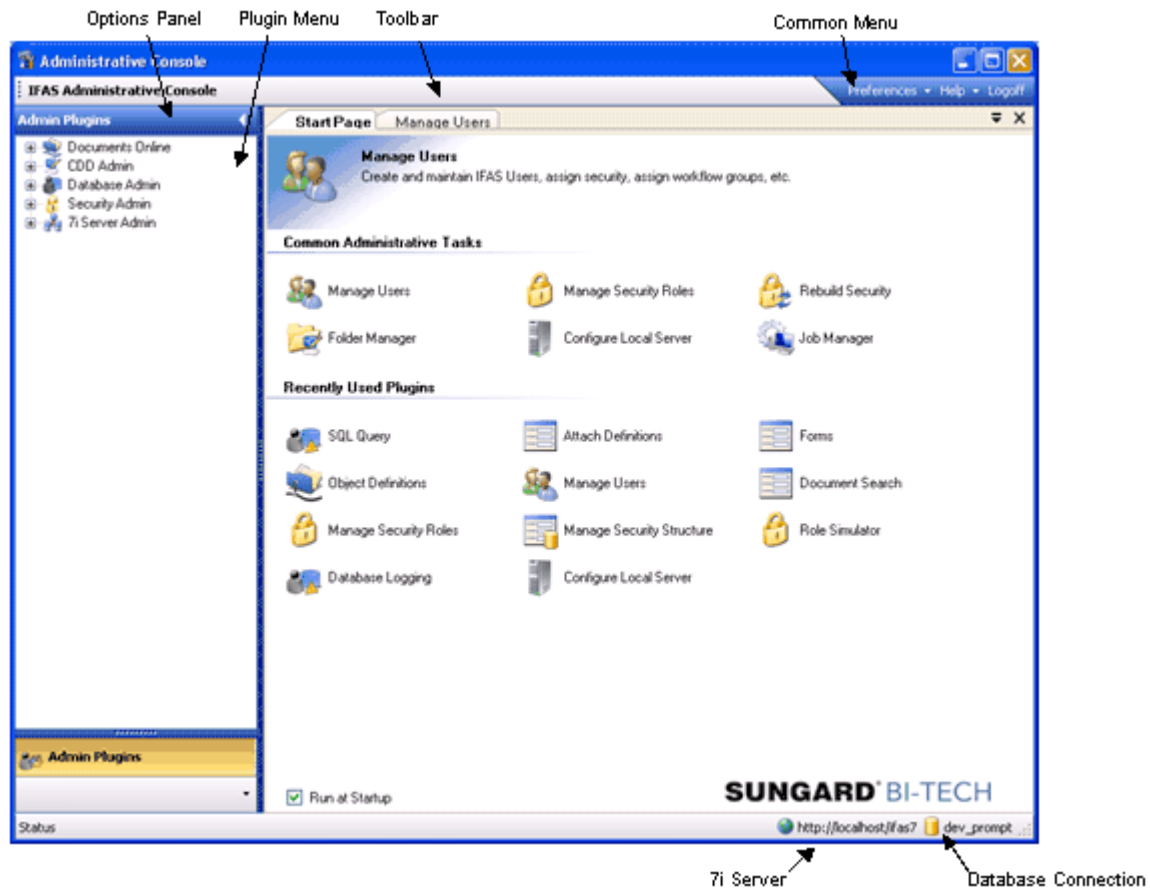 Options Panel Plugin Menu Toolbar Common Menu
Administrative Console
IFAS Administrative Console Preferences Help Logoff
Admin Plugins Start Page Manage Users
Documents Online
CDD Admin
Database Admin
Security Admin
7i Server Admin
Manage Users
Create and maintain IFAS Users, assign security, assign workflow groups, etc.
Common Administrative Tasks
Manage Users Manage Security Roles Rebuild Security
Folder Manager Configure Local Server Job Manager
Recently Used Plugins
SQL Query Attach Definitions Forms
Object Definitions Manage Users Document Search
Manage Security Roles Manage Security Structure Role Simulator
Database Logging Configure Local Server
Admin Plugins
Run at Startup SUNGARD® BI-TECH
Status http://localhost/ifas7 dev_prompt
7i Server Database Connection